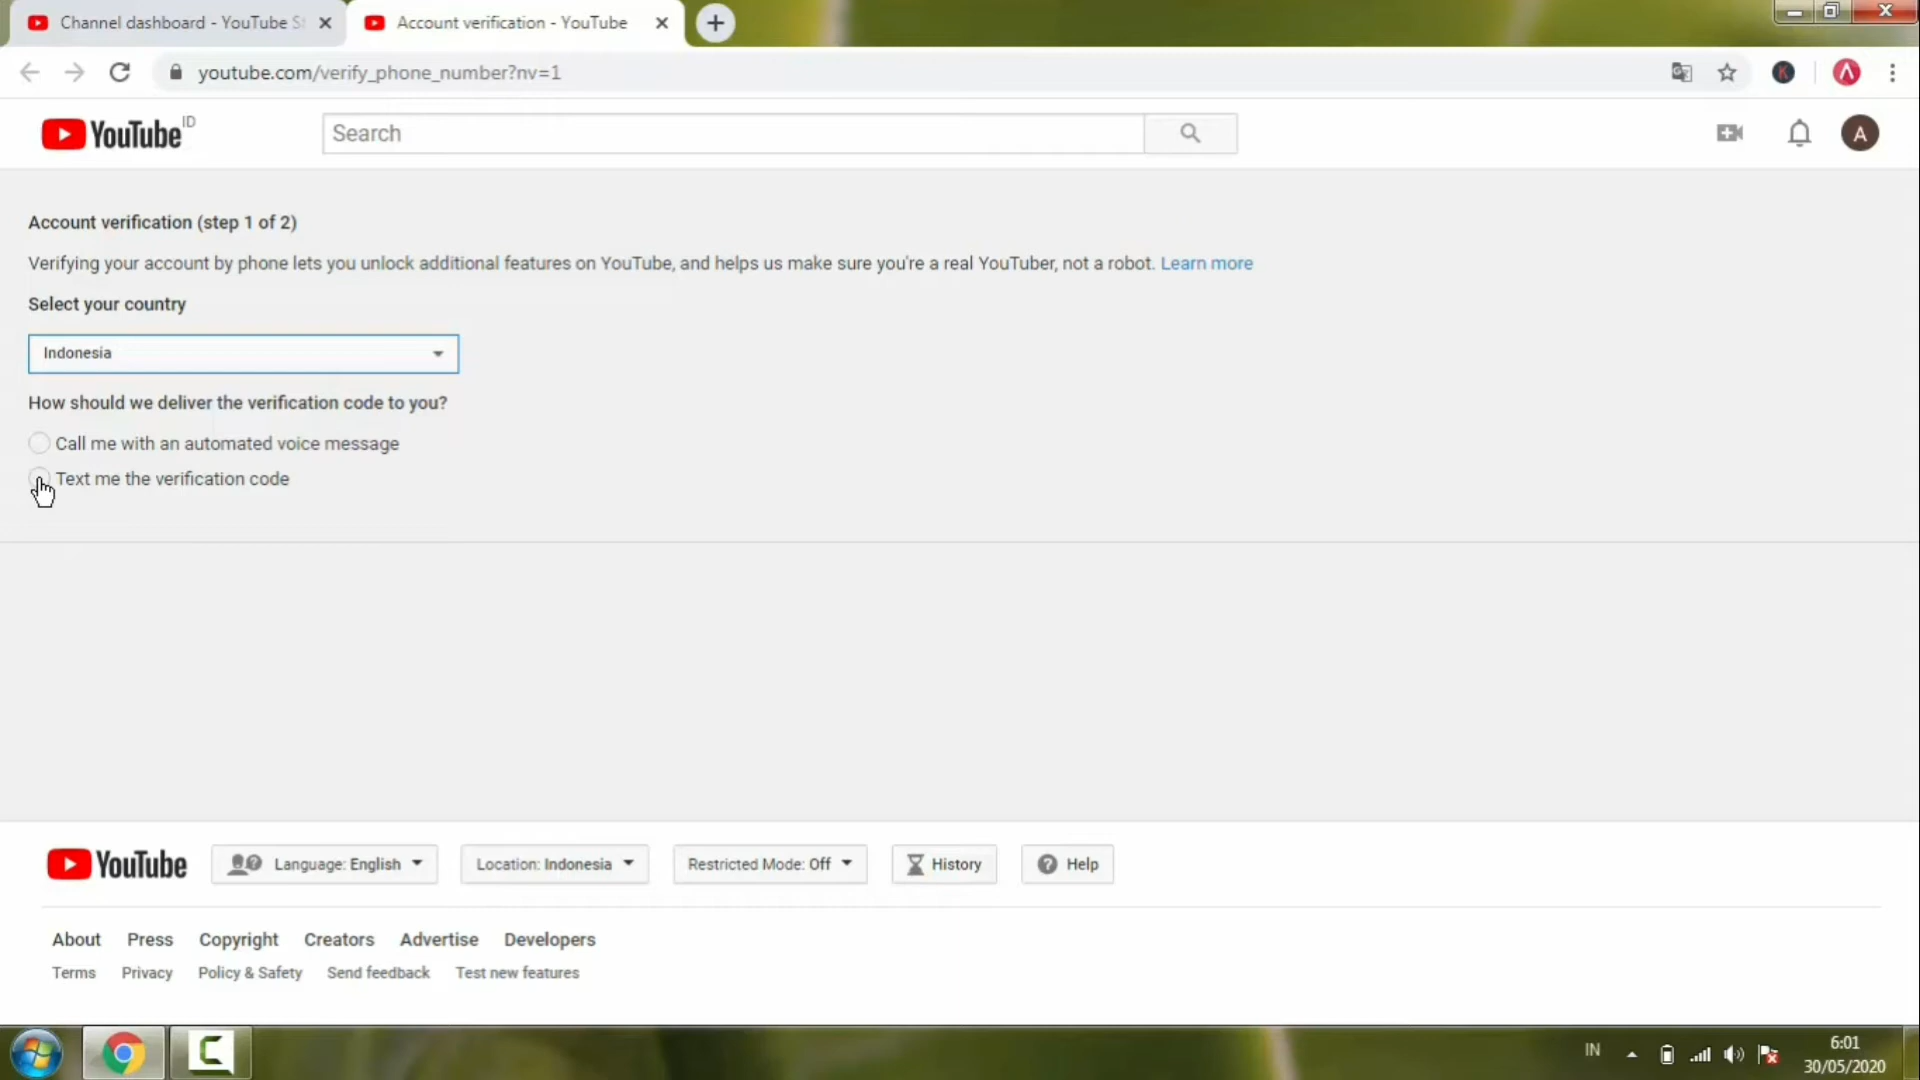 Channel dashboard - YouTube S
Account verification - YouTube
youtube.com/verify_phone_number?nv=1
K
YouTube ID
Search
A
Account verification (step 1 of 2)
Verifying your account by phone lets you unlock additional features on YouTube, and helps us make sure you're a real YouTuber, not a robot. Learn more
Select your country
Indonesia
How should we deliver the verification code to you?
Call me with an automated voice message
Text me the verification code
YouTube
Language: English
Location: Indonesia
Restricted Mode: Off
History
Help
About Press Copyright Creators Advertise Developers
Terms Privacy Policy & Safety Send feedback Test new features
IN
6:01
30/05/2020